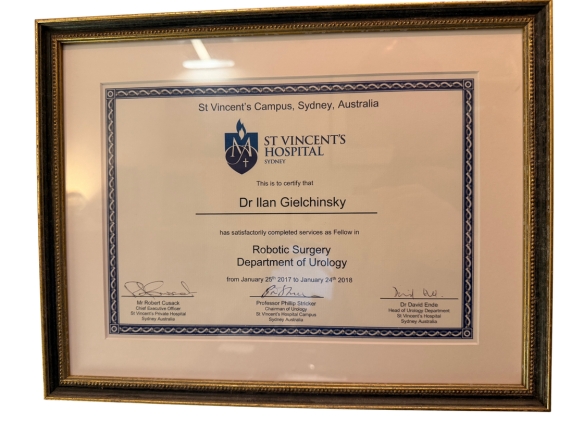 St Vincent's Campus, Sydney, Australia
ST VINCENT'S
HOSPITAL
SYDNEY
This is to certify that
Dr Ilan Gielchinsky
has satisfactorily completed services as Fellow in
Robotic Surgery
Department of Urology
from January 25th 2017 to January 24th 2018
Mr Robert Cusack
Chief Executive Officer
St Vincent's Private Hospital
Sydney Australia
Professor Phillip Stricker
Chairman of Urology
St Vincent's Hospital Campus
Sydney Australia
Dr David Ende
Head of Urology Department
St Vincent's Hospital
Sydney Australia